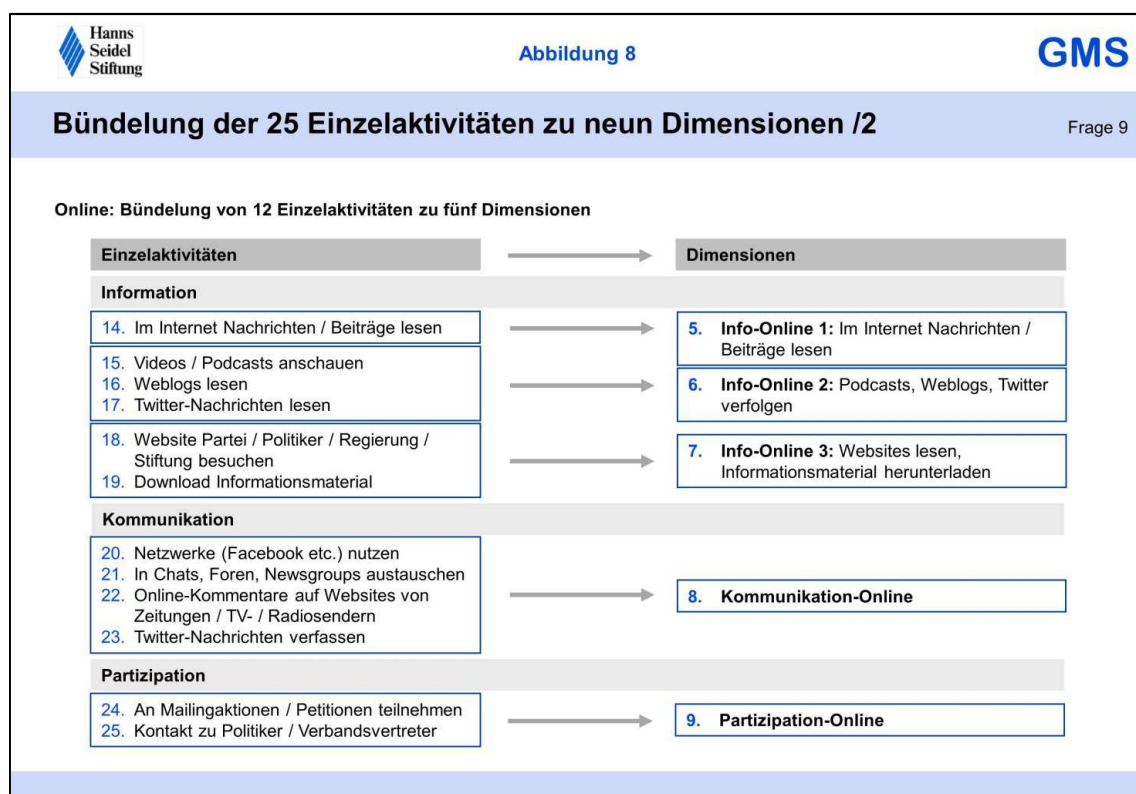 Hanns
Seidel
Stiftung
Abbildung 8
GMS
Bündelung der 25 Einzelaktivitäten zu neun Dimensionen /2
Frage 9
Online: Bündelung von 12 Einzelaktivitäten zu fünf Dimensionen
Einzelaktivitäten
Dimensionen
Information
14. Im Internet Nachrichten / Beiträge lesen
5. Info-Online 1: Im Internet Nachrichten /
Beiträge lesen
15. Videos / Podcasts anschauen
16. Weblogs lesen
17. Twitter-Nachrichten lesen
6. Info-Online 2: Podcasts, Weblogs, Twitter
verfolgen
18. Website Partei / Politiker / Regierung /
Stiftung besuchen
19. Download Informationsmaterial
7. Info-Online 3: Websites lesen,
Informationsmaterial herunterladen
Kommunikation
20. Netzwerke (Facebook etc.) nutzen
21. In Chats, Foren, Newsgroups austauschen
22. Online-Kommentare auf Websites von
Zeitungen / TV- / Radiosendern
23. Twitter-Nachrichten verfassen
8. Kommunikation-Online
Partizipation
24. An Mailingaktionen / Petitionen teilnehmen
25. Kontakt zu Politiker / Verbandsvertreter
9. Partizipation-Online